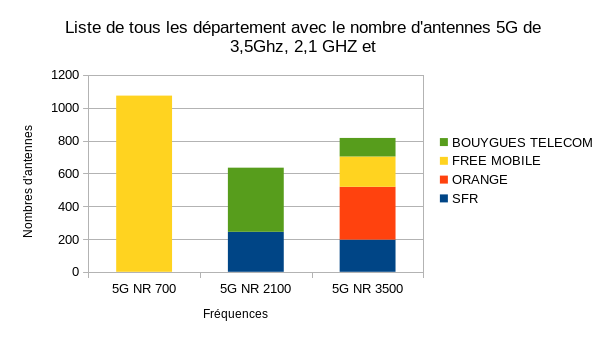 Liste de tous les département avec le nombre d'antennes 5G de
3,5Ghz, 2,1 GHZ et
Nombres d'antennes
1200
1000
800
600
400
200
0
5G NR 700
5G NR 2100
5G NR 3500
Fréquences
BOUYGUES TELECOM
FREE MOBILE
ORANGE
SFR